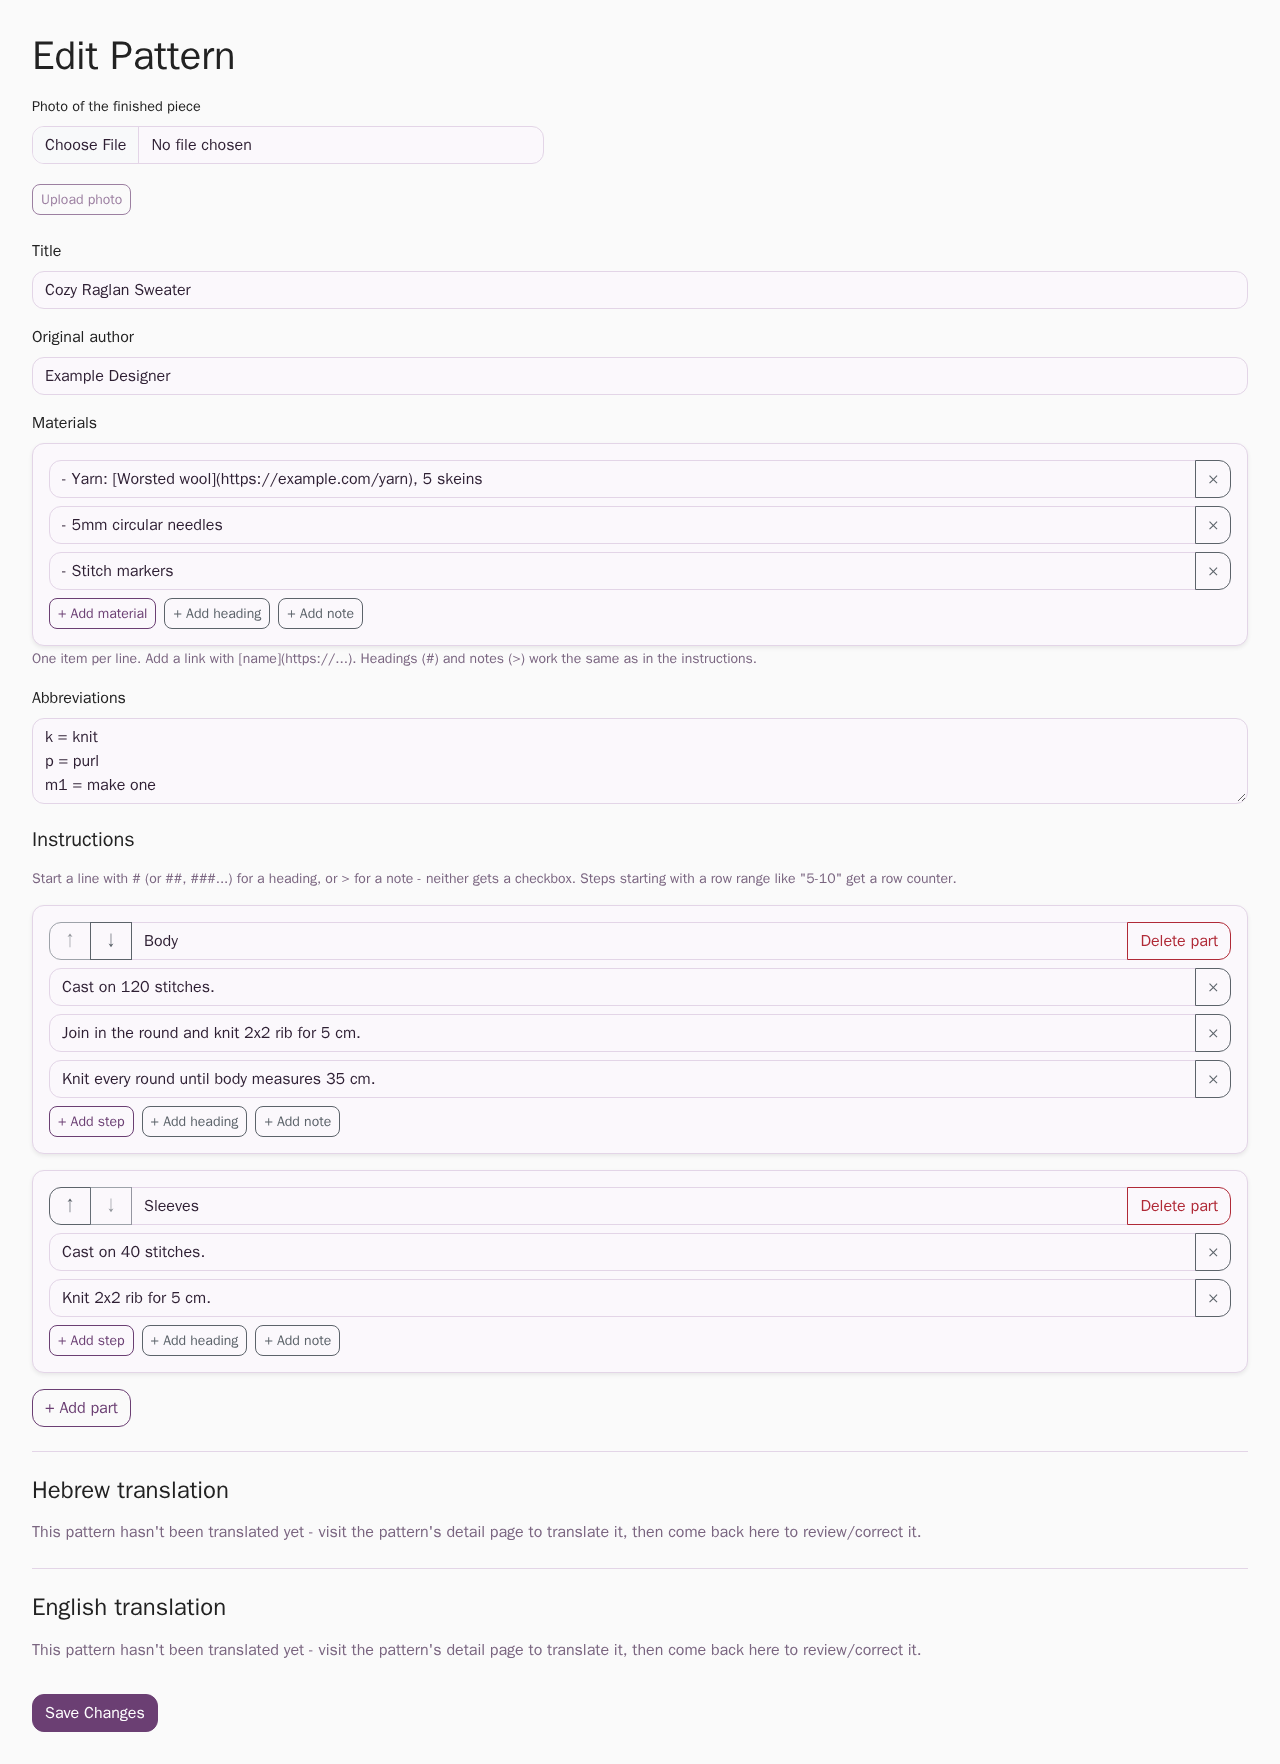 Edit Pattern
Photo of the finished piece
Choose File No file chosen
Upload photo
Title
Cozy Raglan Sweater
Original author
Example Designer
Materials
- Yarn: [Worsted wool](https://example.com/yarn), 5 skeins ×
- 5mm circular needles ×
- Stitch markers ×
+ Add material + Add heading + Add note
One item per line. Add a link with [name](https://...). Headings (#) and notes (>) work the same as in the instructions.
Abbreviations
k = knit
p = purl
m1 = make one
Instructions
Start a line with # (or ##, ###...) for a heading, or > for a note - neither gets a checkbox. Steps starting with a row range like "5-10" get a row counter.
↑ ↓ Body Delete part
Cast on 120 stitches. ×
Join in the round and knit 2x2 rib for 5 cm. ×
Knit every round until body measures 35 cm. ×
+ Add step + Add heading + Add note
↑ ↓ Sleeves Delete part
Cast on 40 stitches. ×
Knit 2x2 rib for 5 cm. ×
+ Add step + Add heading + Add note
+ Add part
Hebrew translation
This pattern hasn't been translated yet - visit the pattern's detail page to translate it, then come back here to review/correct it.
English translation
This pattern hasn't been translated yet - visit the pattern's detail page to translate it, then come back here to review/correct it.
Save Changes